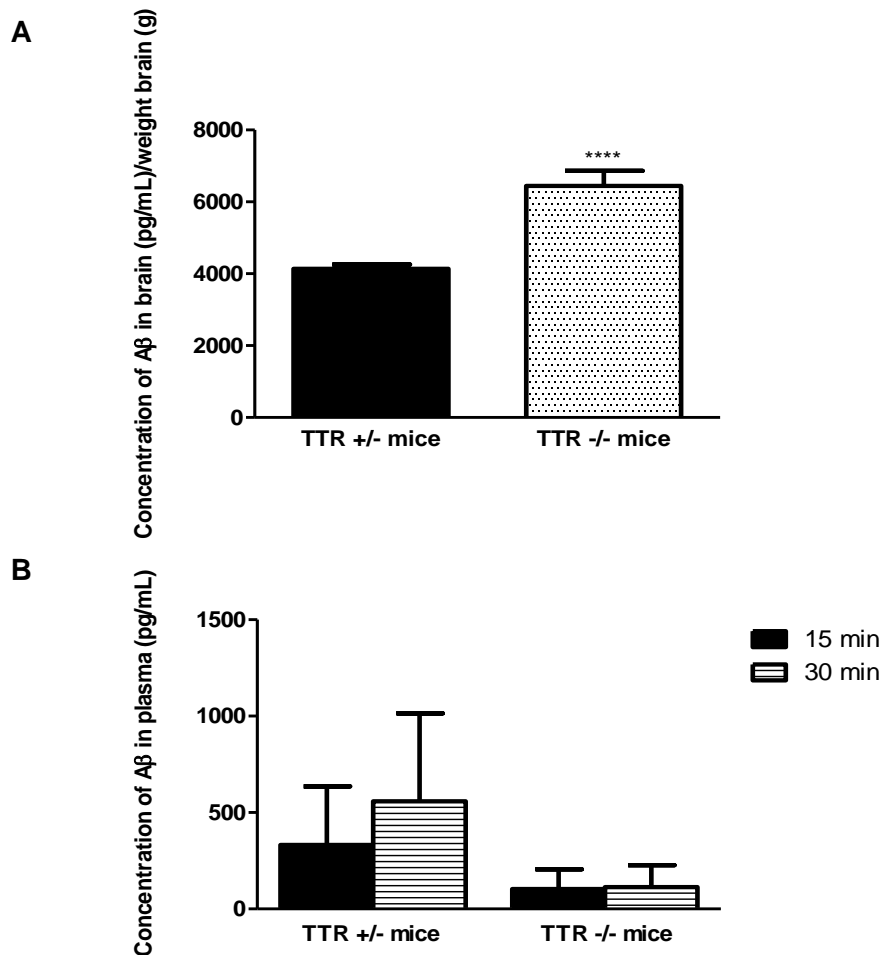 A
Concentration of Aβ in brain (pg/mL)/weight brain (g)
8000
6000
4000
2000
0
****
TTR +/- mice TTR -/- mice
B
Concentration of Aβ in plasma (pg/mL)
1500
1000
500
0
15 min
30 min
TTR +/- mice TTR -/- mice